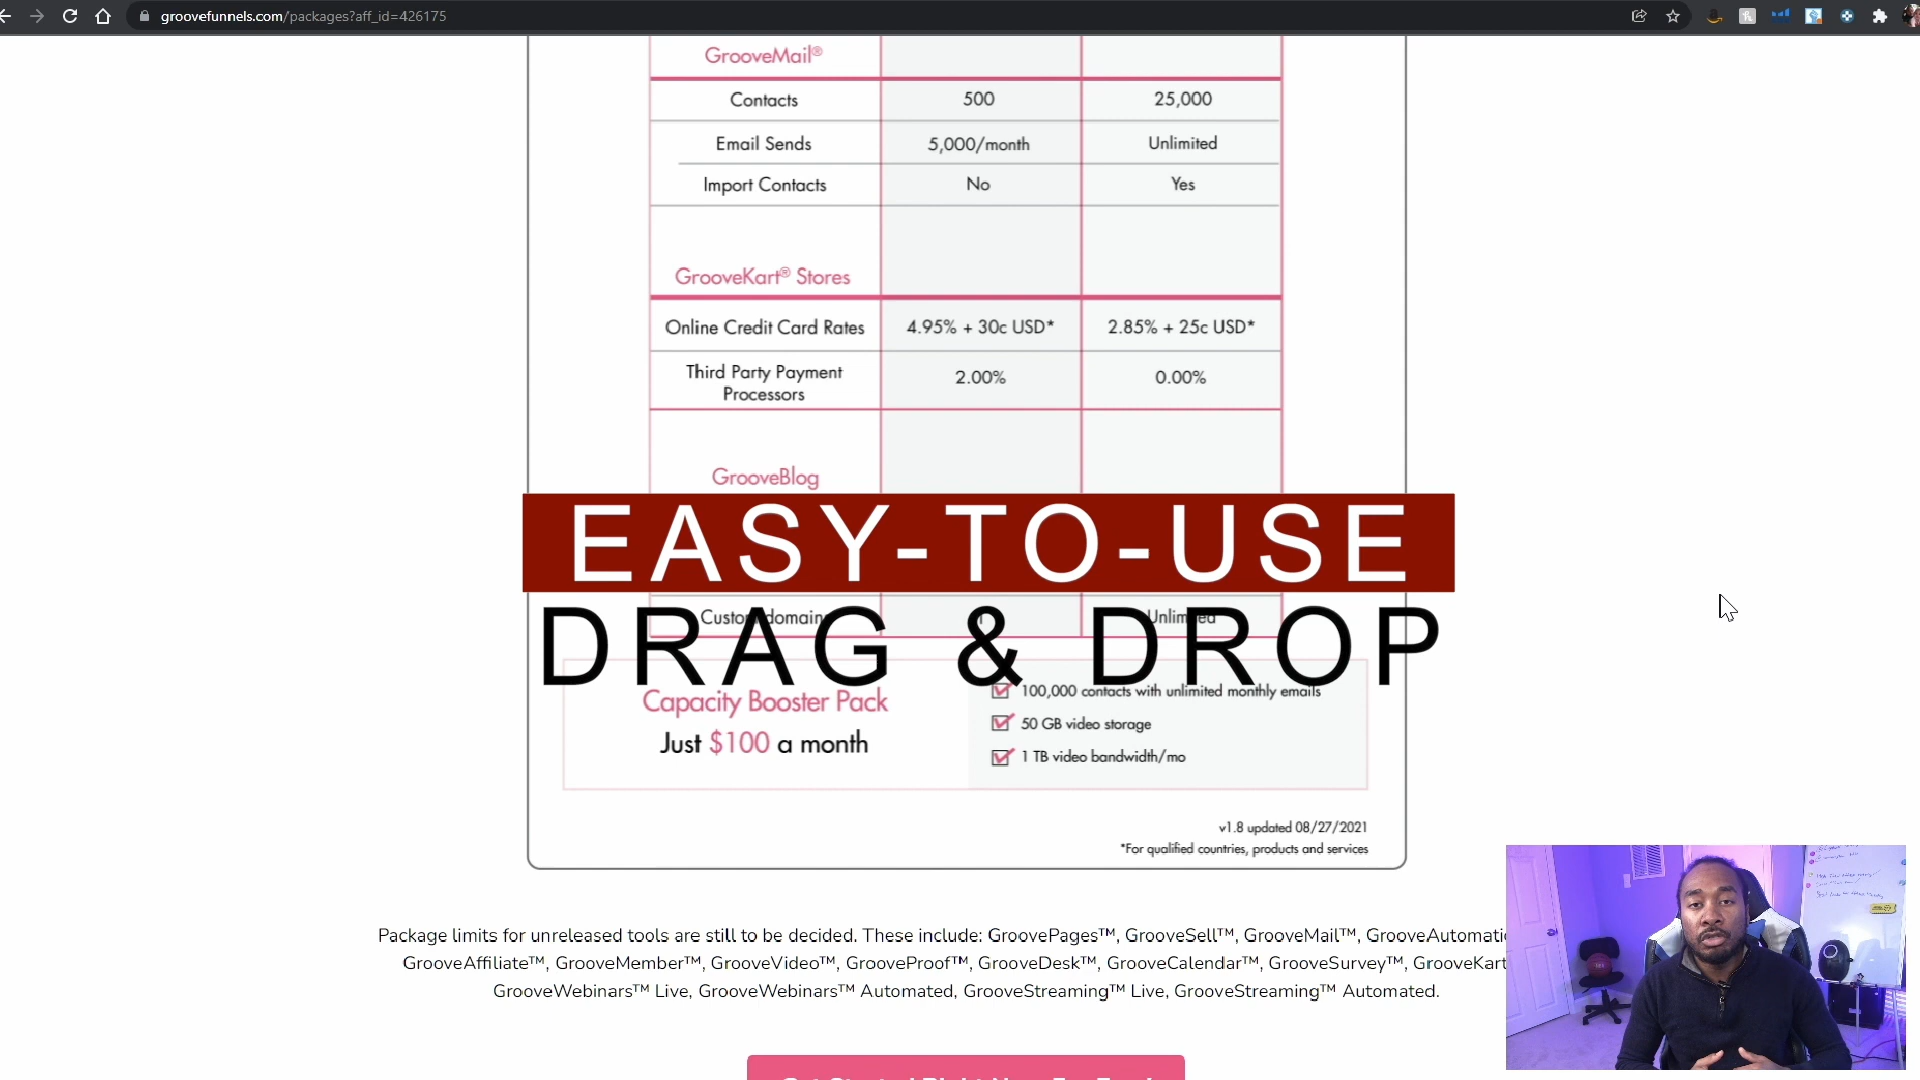 groovefunnels.com/packages?aff_id=426175
GrooveMail®
Contacts 500 25,000
Email Sends 5,000/month Unlimited
Import Contacts No Yes
GrooveKart® Stores
Online Credit Card Rates 4.95% + 30c USD* 2.85% + 25c USD*
Third Party Payment
Processors 2.00% 0.00%
GrooveBlog
EASY-TO-USE
DRAG & DROP
Capacity Booster Pack
Just $100 a month
100,000 contacts with unlimited monthly emails
50 GB video storage
1 TB video bandwidth/mo
v1.8 updated 08/27/2021
*For qualified countries, products and services
Package limits for unreleased tools are still to be decided. These include: GroovePages™, GrooveSell™, GrooveMail™,
GrooveAffiliate™, GrooveMember™, GrooveVideo™, GrooveProof™, GrooveDesk™, GrooveCalendar™, GrooveSurvey™, GrooveKart
GrooveWebinars™ Live, GrooveWebinars™ Automated, GrooveStreaming™ Live, GrooveStreaming™ Automated.